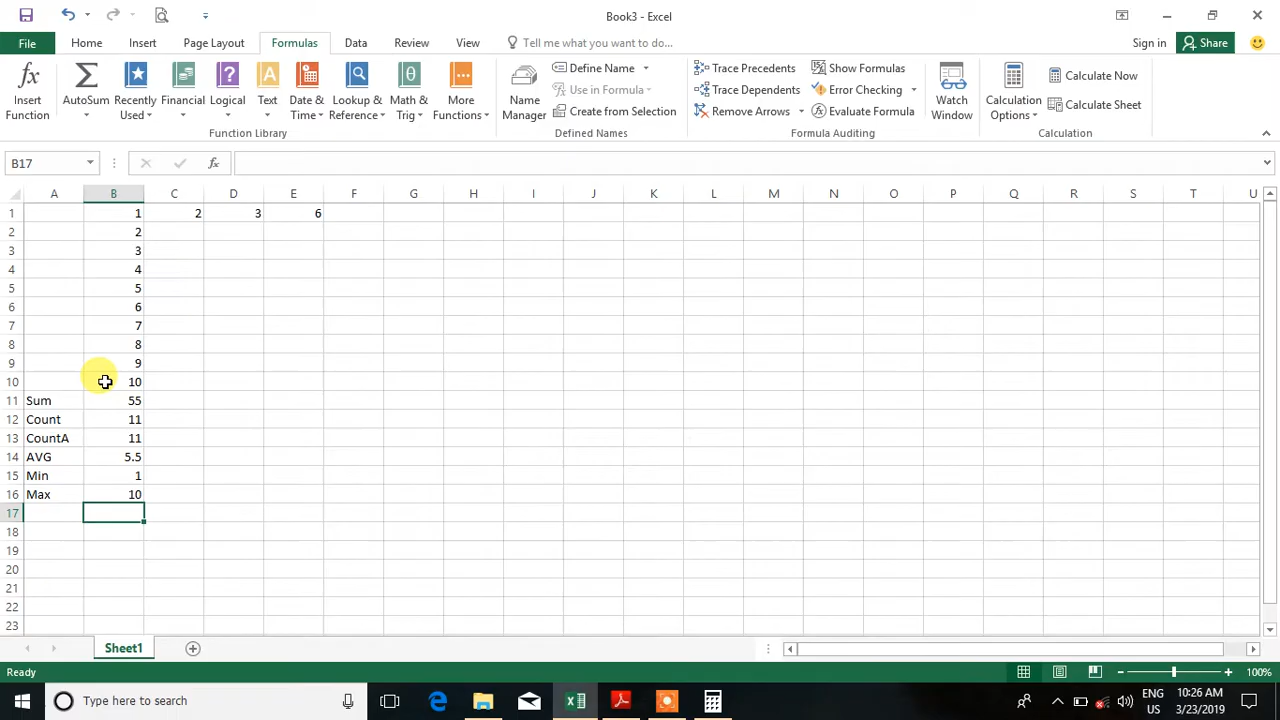 Book3 - Excel
File Home Insert Page Layout Formulas Data Review View Tell me what you want to do... Sign in Share
Insert Function
AutoSum
Recently Used
Financial
Logical
Text
Date & Time
Lookup & Reference
Math & Trig
More Functions
Function Library
Name Manager
Define Name
Use in Formula
Create from Selection
Defined Names
Trace Precedents
Trace Dependents
Remove Arrows
Show Formulas
Error Checking
Evaluate Formula
Formula Auditing
Watch Window
Calculation Options
Calculate Now
Calculate Sheet
Calculation
B17 fx
A B C D E F G H I J K L M N O P Q R S T U
1 1 2 3 6
2 2
3 3
4 4
5 5
6 6
7 7
8 8
9 9
10 10
11 Sum 55
12 Count 11
13 CountA 11
14 AVG 5.5
15 Min 1
16 Max 10
17
18
19
20
21
22
23
Sheet1
Ready 100%
Type here to search
ENG US
10:26 AM
3/23/2019